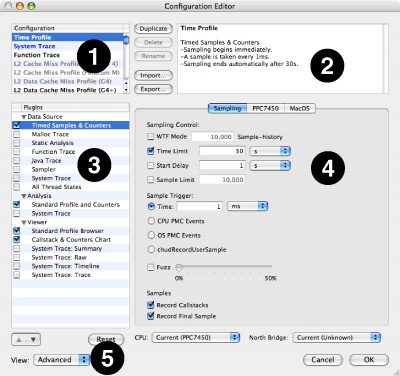 Configuration Editor
Configuration
Time Profile
System Trace
Function Trace
L2 Cache Miss Profile
4)
L2 Cache Miss Profile
M)
L2 Data Cache Miss Profile (G4+)
1
Duplicate
Delete
Rename
Import...
Export...
Time Profile
Timed Samples & Counters
-Sampling begins immediately.
-A sample is taken every 1ms.
-Sampling ends automatically after 30s.
2
Plugins
Data Source
Timed Samples & Counters
Malloc Trace
Static Analysis
Function Trace
Java Trace
Sampler
System Trace
All Thread States
Analysis
Standard Profile and Counters
System Trace
Viewer
Standard Profile Browser
Callstack & Counters Chart
System Trace: Summary
System Trace: Raw
System Trace: Timeline
System Trace: Trace
3
Sampling PPC7450 MacOS
Sampling Control:
WTF Mode 10,000 Sample-history
Time Limit 30 s
Start Delay 1 s
Sample Limit 10,000
4
Sample Trigger:
Time: 1 ms
CPU PMC Events
OS PMC Events
chudRecordUserSample
Fuzz
0% 50%
Samples
Record Callstacks
Record Final Sample
Reset
CPU: Current (PPC7450) North Bridge: Current (Unknown)
View: Advanced
5
Cancel OK